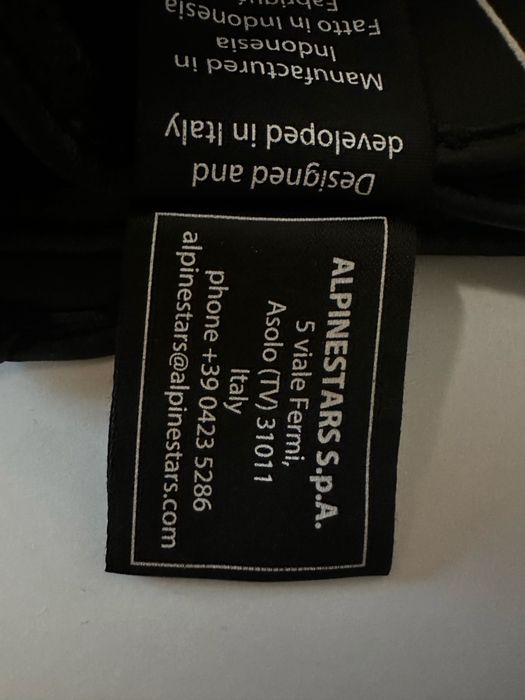 Designed and
developed in Italy
Manufactured in
Indonesia
Fatto in Indonesia
ALPINESTARS S.p.A.
5 viale Fermi,
Asolo (TV) 31011
Italy
phone +39 0423 5286
alpinestars@alpinestars.com